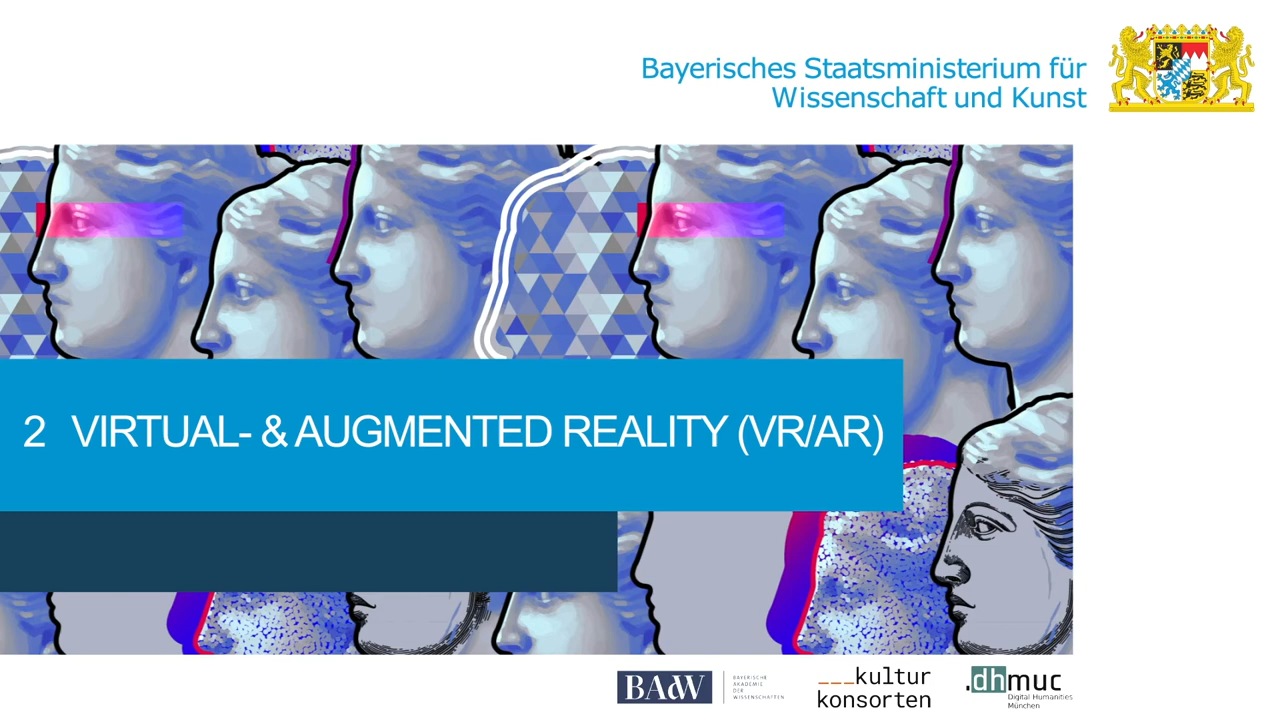 Bayerisches Staatsministerium für
Wissenschaft und Kunst
2 VIRTUAL- & AUGMENTED REALITY (VR/AR)
BAdW
BAYERISCHE
AKADEMIE
DER
WISSENSCHAFTEN
___kultur
konsorten
.dhmuc
Digital Humanities
München